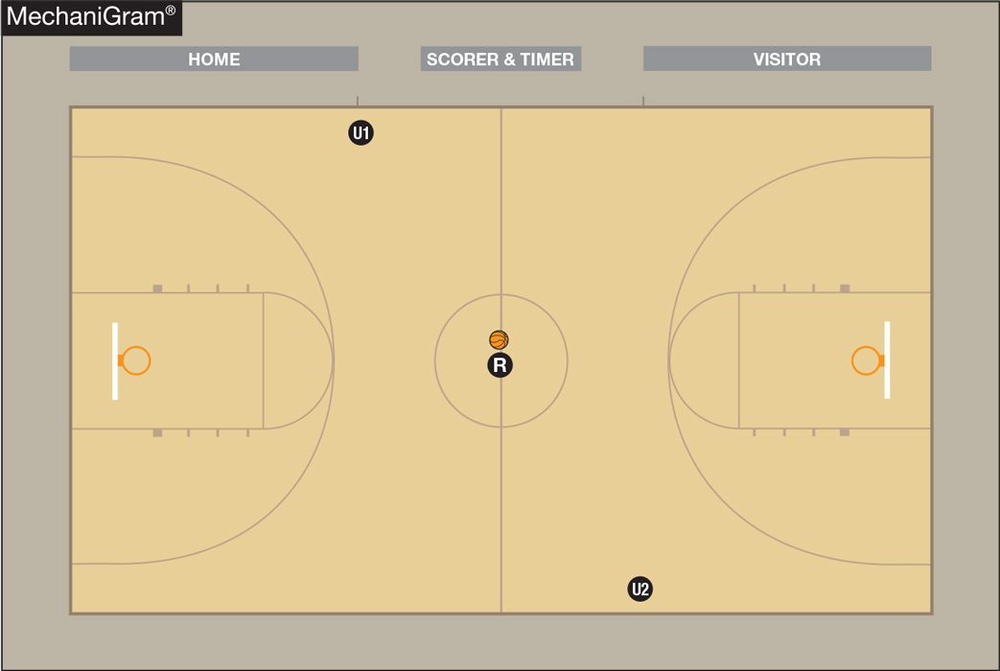 MechaniGram®
HOME
SCORER & TIMER
VISITOR
U1
R
U2